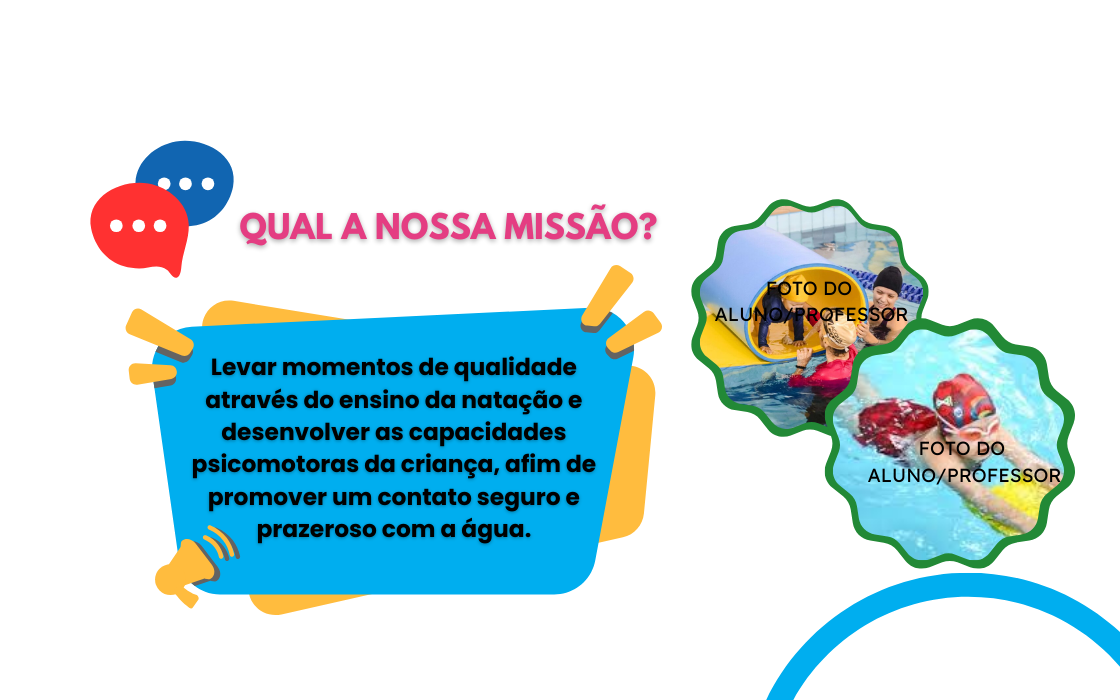 QUAL A NOSSA MISSÃO?
Levar momentos de qualidade
através do ensino da natação e
desenvolver as capacidades
psicomotoras da criança, afim de
promover um contato seguro e
prazeroso com a água.
FOTO DO
ALUNO/PROFESSOR
FOTO DO
ALUNO/PROFESSOR